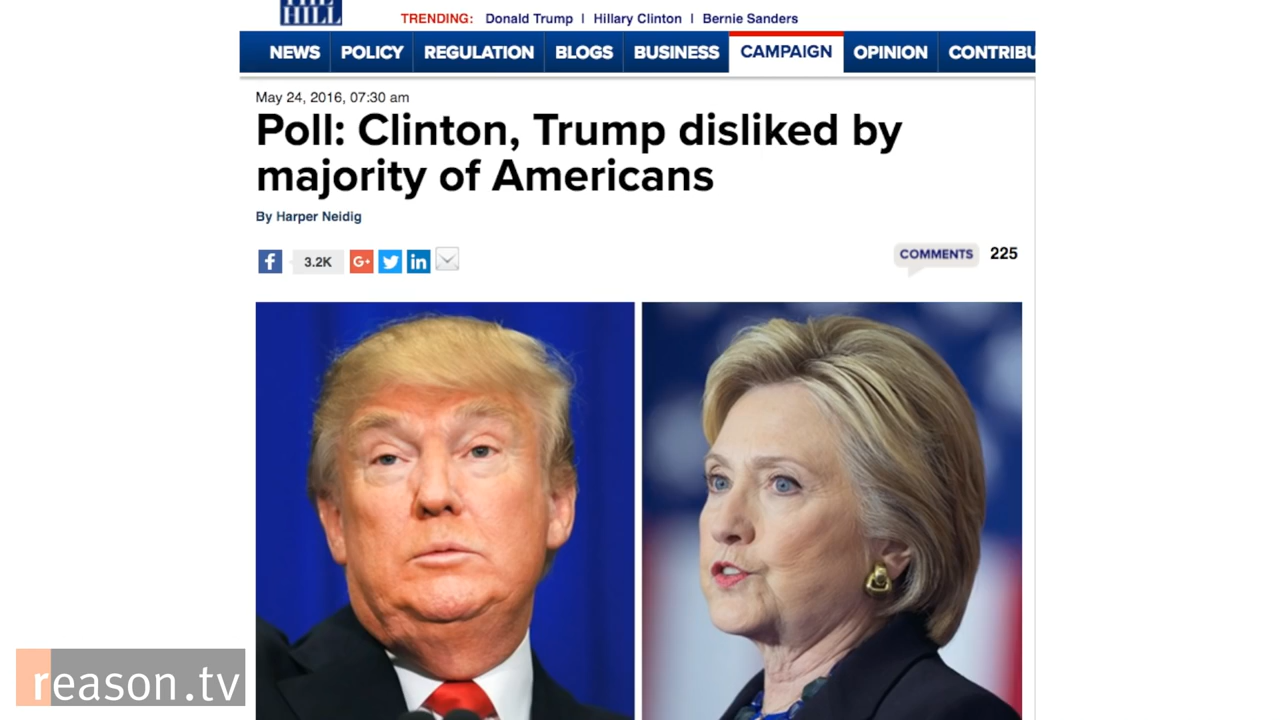 THE
HILL
TRENDING: Donald Trump | Hillary Clinton | Bernie Sanders
NEWS POLICY REGULATION BLOGS BUSINESS CAMPAIGN OPINION CONTRIBU
May 24, 2016, 07:30 am
Poll: Clinton, Trump disliked by
majority of Americans
By Harper Neidig
f 3.2K G+ in COMMENTS 225
reason.tv